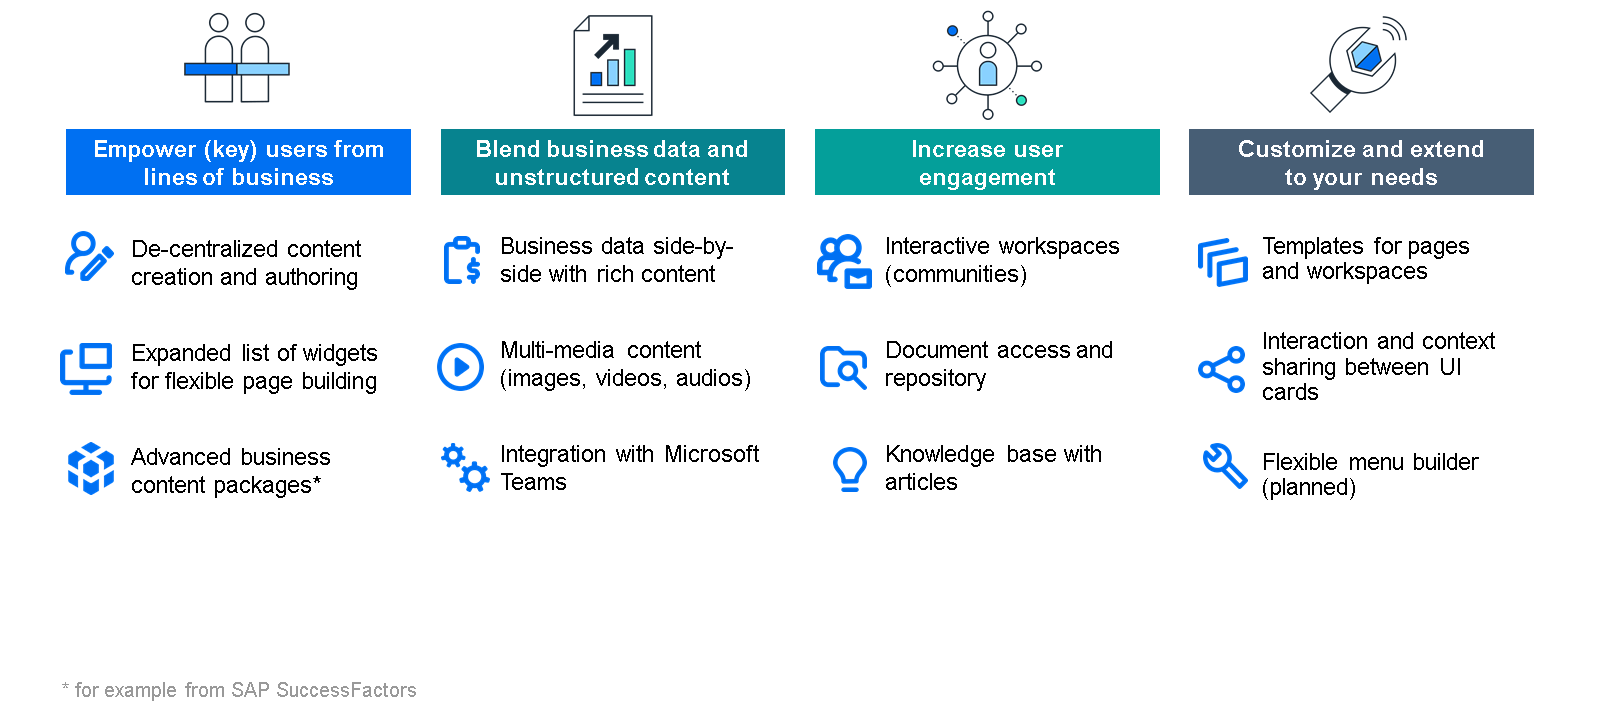 Empower (key) users from
lines of business
De-centralized content
creation and authoring
Expanded list of widgets
for flexible page building
Advanced business
content packages*
Blend business data and
unstructured content
Business data side-by-
side with rich content
Multi-media content
(images, videos, audios)
Integration with Microsoft
Teams
Increase user
engagement
Interactive workspaces
(communities)
Document access and
repository
Knowledge base with
articles
Customize and extend
to your needs
Templates for pages
and workspaces
Interaction and context
sharing between UI
cards
Flexible menu builder
(planned)
* for example from SAP SuccessFactors